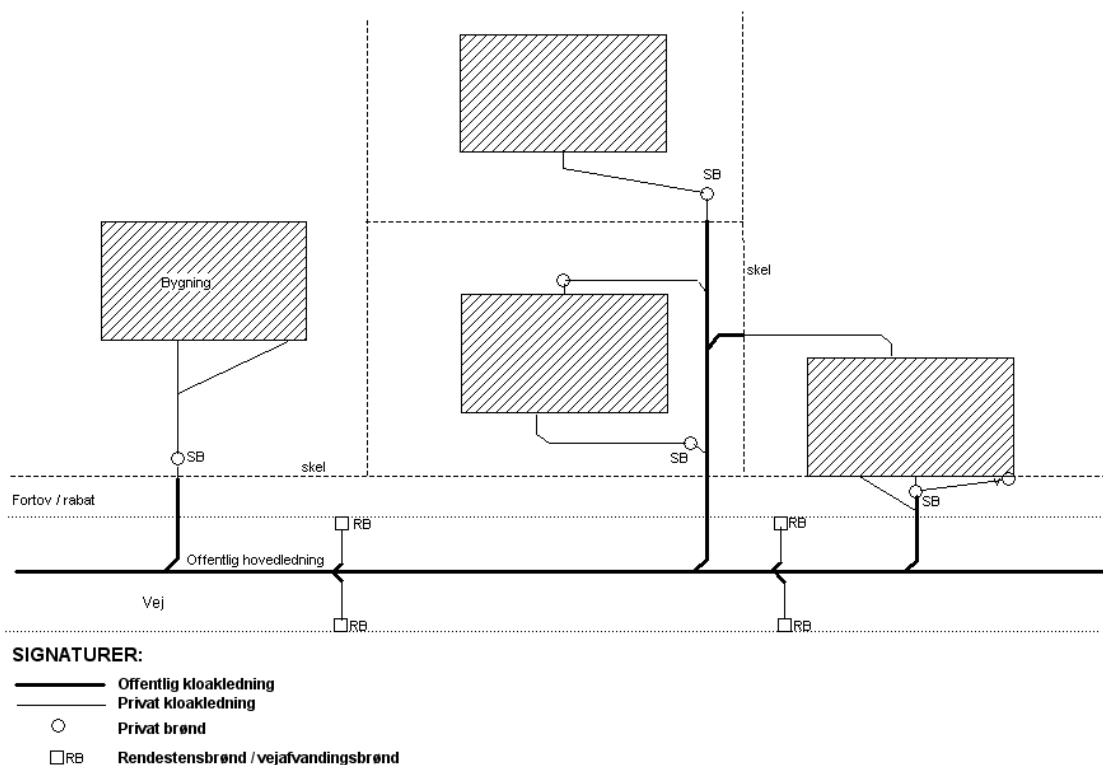 SB
Bygning
skel
SB
SB
skel
Fortov / rabat
SB
RB
RB
Offentlig hovedledning
Vej
RB
RB
SIGNATURER:
Offentlig kloakledning
Privat kloakledning
Privat brønd
RB Rendestensbrønd / vejafvandingsbrønd